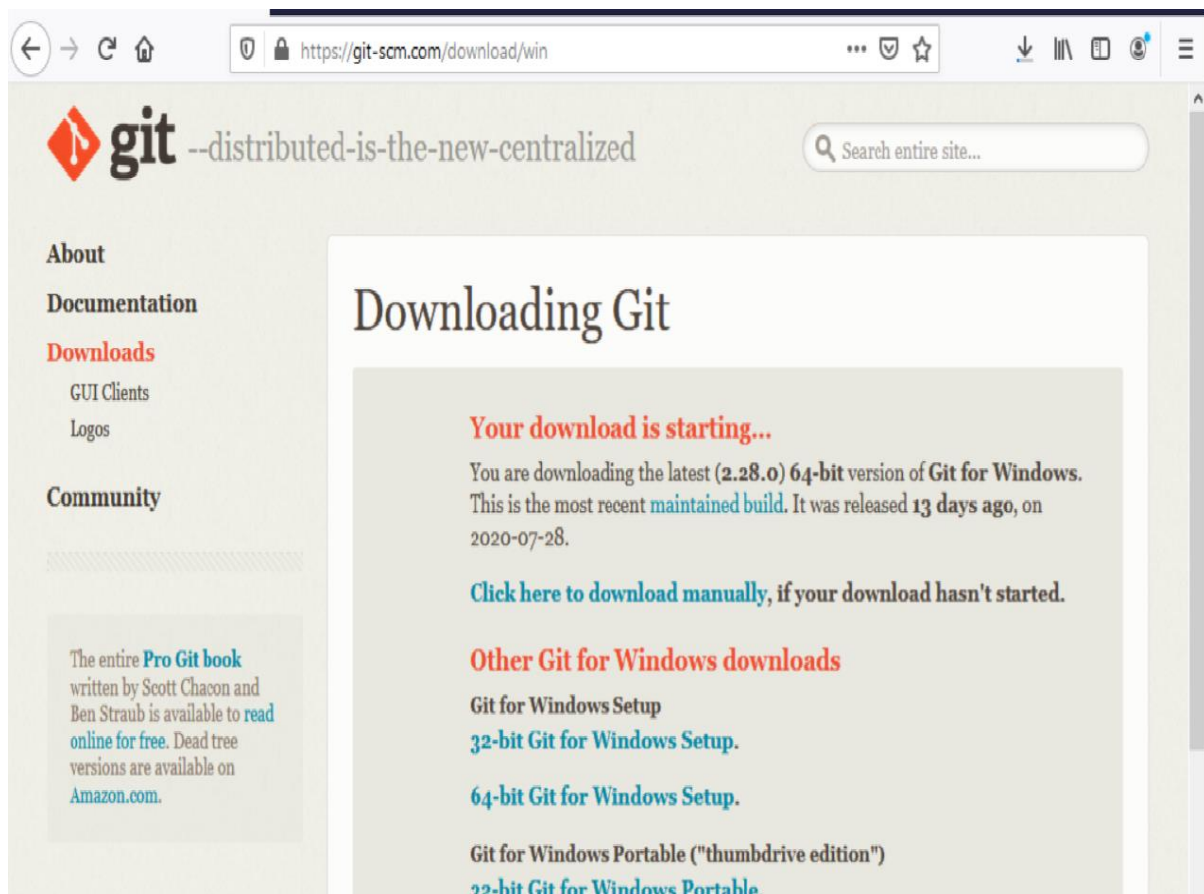 https://git-scm.com/download/win
git --distributed-is-the-new-centralized
Search entire site...
About
Documentation
Downloads
GUI Clients
Logos
Community
The entire Pro Git book
written by Scott Chacon and
Ben Straub is available to read
online for free. Dead tree
versions are available on
Amazon.com.
Downloading Git
Your download is starting...
You are downloading the latest (2.28.0) 64-bit version of Git for Windows.
This is the most recent maintained build. It was released 13 days ago, on
2020-07-28.
Click here to download manually, if your download hasn't started.
Other Git for Windows downloads
Git for Windows Setup
32-bit Git for Windows Setup.
64-bit Git for Windows Setup.
Git for Windows Portable ("thumbdrive edition")
32-bit Git for Windows Portable